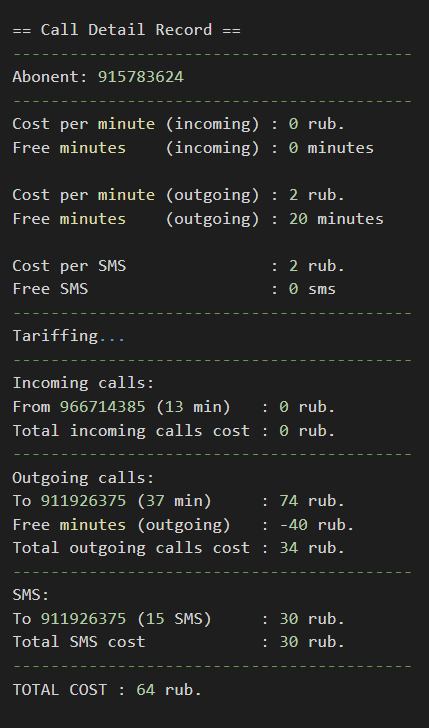 == Call Detail Record ==
------------------------------------------
Abonent: 915783624
------------------------------------------
Cost per minute (incoming) : 0 rub.
Free minutes    (incoming) : 0 minutes

Cost per minute (outgoing) : 2 rub.
Free minutes    (outgoing) : 20 minutes

Cost per SMS               : 2 rub.
Free SMS                   : 0 sms
------------------------------------------
Tariffing...
------------------------------------------
Incoming calls:
From 966714385 (13 min)   : 0 rub.
Total incoming calls cost : 0 rub.
------------------------------------------
Outgoing calls:
To 911926375 (37 min)     : 74 rub.
Free minutes (outgoing)   : -40 rub.
Total outgoing calls cost : 34 rub.
------------------------------------------
SMS:
To 911926375 (15 SMS)     : 30 rub.
Total SMS cost            : 30 rub.
------------------------------------------
TOTAL COST : 64 rub.